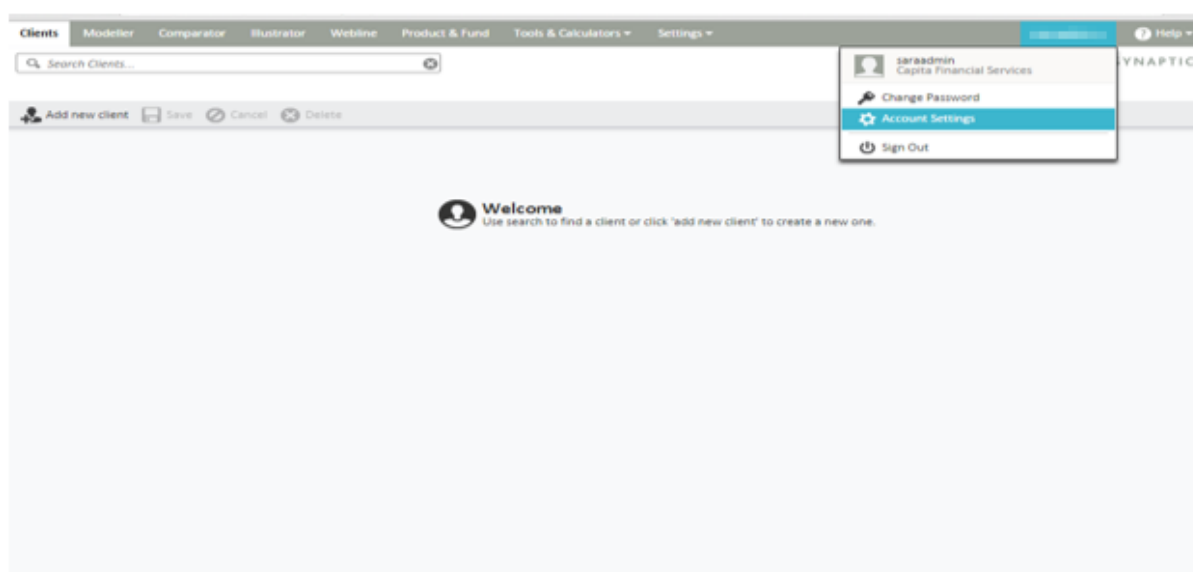 Clients Modeller Comparator Illustrator Webline Product & Fund Tools & Calculators Settings Help
Search Clients...
saraadmin
Capita Financial Services
YNAPTIC
Change Password
Add new client Save Cancel Delete
Account Settings
Sign Out
Welcome
Use search to find a client or click 'add new client' to create a new one.